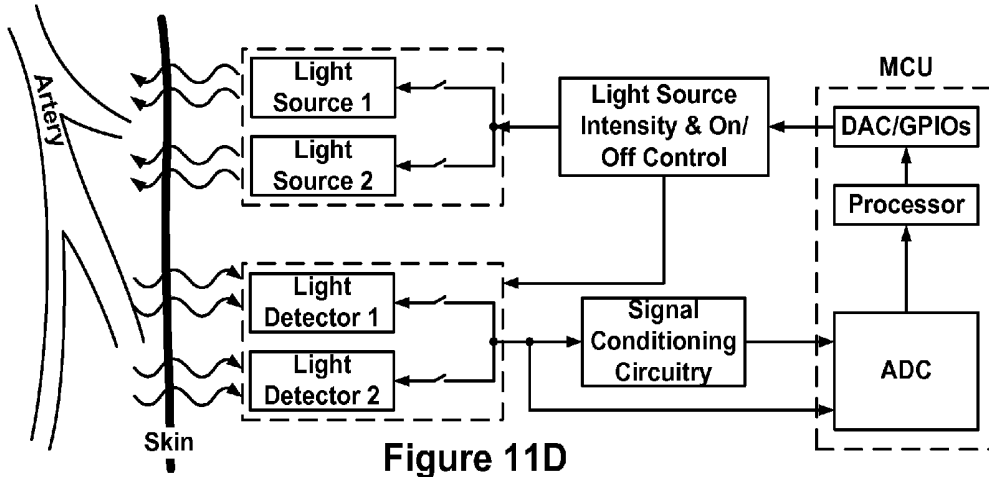 Artery
Light
Source 1
Light
Source 2
Light Source
Intensity & On/
Off Control
MCU
DAC/GPIOs
Processor
ADC
Light
Detector 1
Light
Detector 2
Signal
Conditioning
Circuitry
Skin
Figure 11D